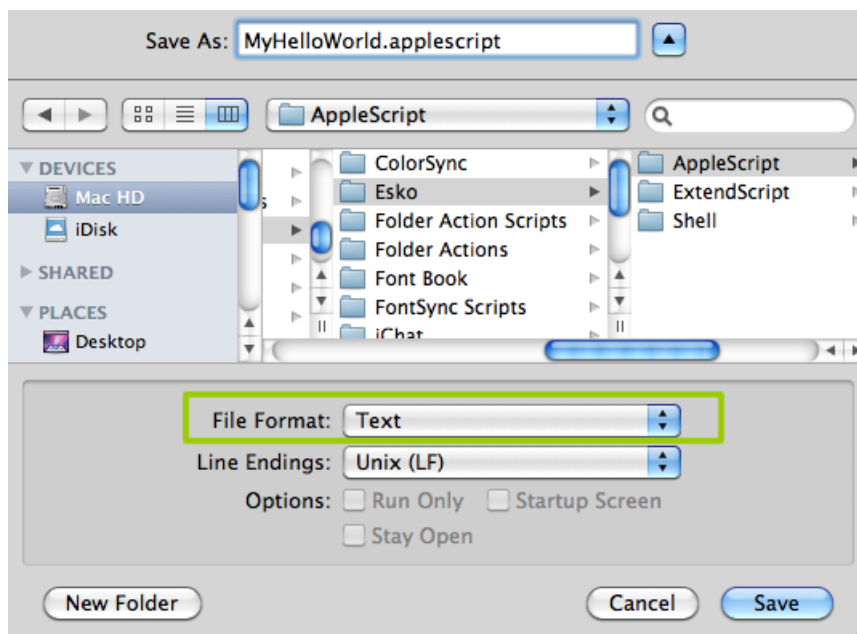 Save As: MyHelloWorld.applescript
AppleScript
DEVICES
Mac HD
iDisk
SHARED
PLACES
Desktop
s
ColorSync
Esko
Folder Action Scripts
Folder Actions
Font Book
FontSync Scripts
iChat
AppleScript
ExtendScript
Shell
File Format: Text
Line Endings: Unix (LF)
Options: Run Only Startup Screen
Stay Open
New Folder Cancel Save